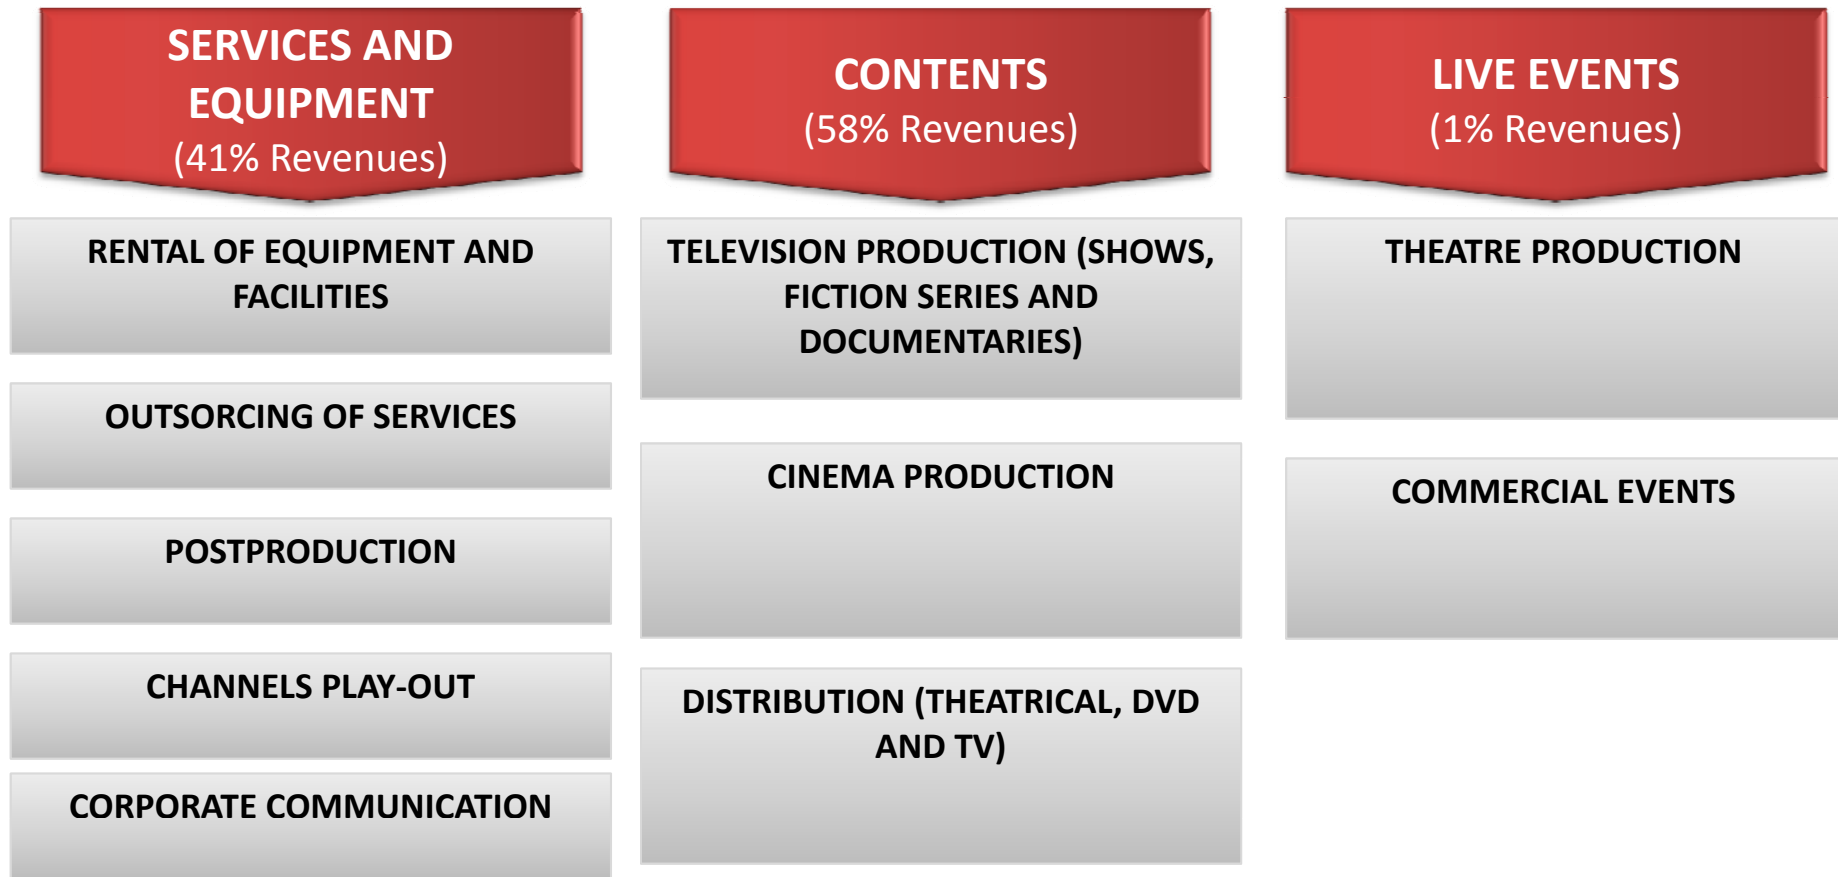 SERVICES AND
EQUIPMENT
(41% Revenues)
RENTAL OF EQUIPMENT AND
FACILITIES
OUTSORCING OF SERVICES
POSTPRODUCTION
CHANNELS PLAY-OUT
CORPORATE COMMUNICATION
CONTENTS
(58% Revenues)
TELEVISION PRODUCTION (SHOWS,
FICTION SERIES AND
DOCUMENTARIES)
CINEMA PRODUCTION
DISTRIBUTION (THEATRICAL, DVD
AND TV)
LIVE EVENTS
(1% Revenues)
THEATRE PRODUCTION
COMMERCIAL EVENTS